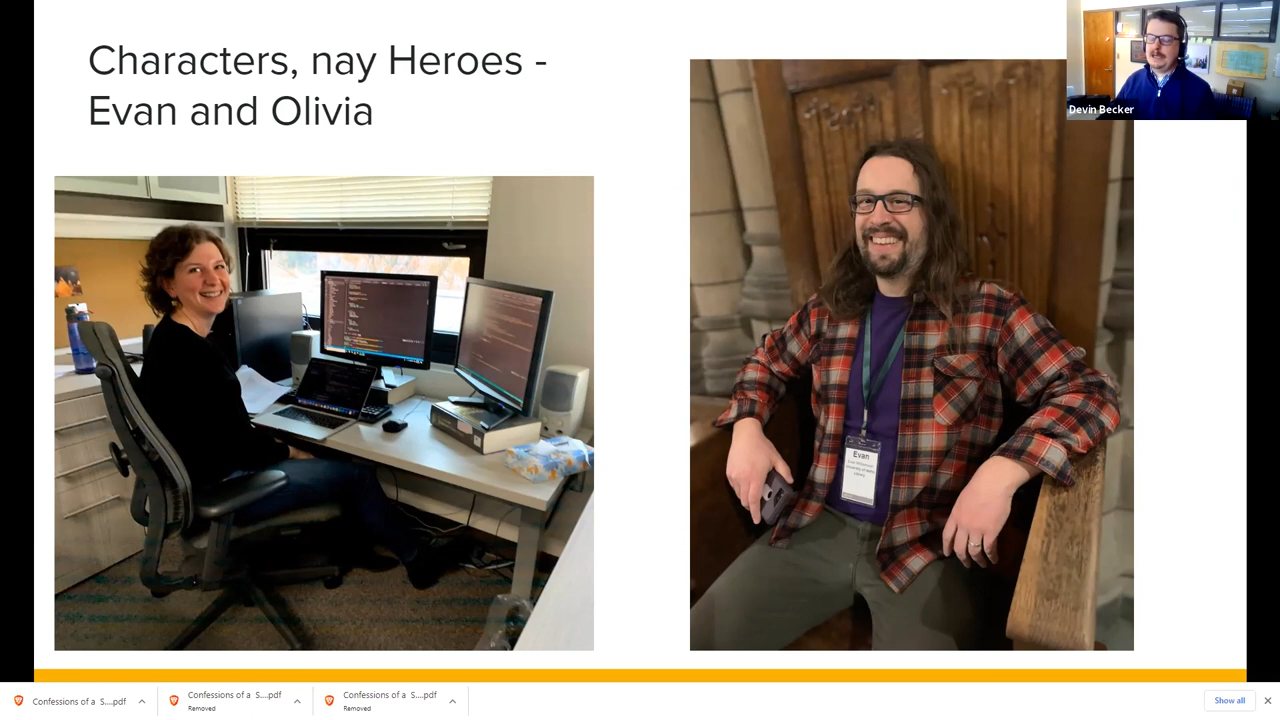 Characters, nay Heroes -
Evan and Olivia
Devin Becker
Evan
Confessions of a S....pdf
Confessions of a S....pdf
Removed
Confessions of a S....pdf
Removed
Show all